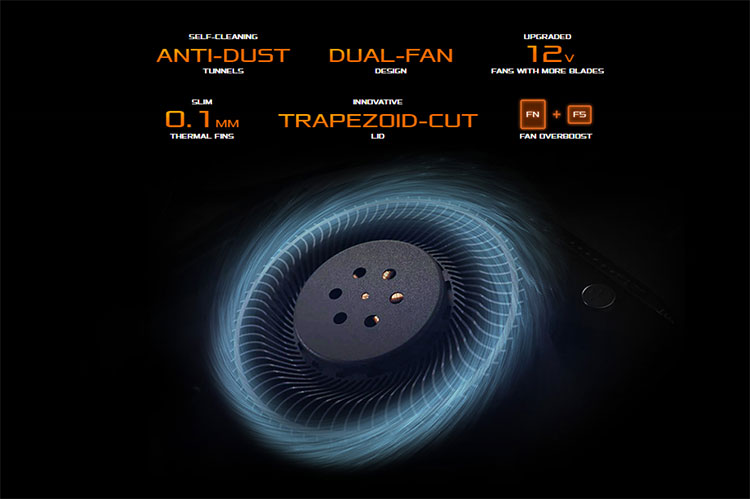 SELF-CLEANING
ANTI-DUST
TUNNELS
DUAL-FAN
DESIGN
UPGRADED
12V
FANS WITH MORE BLADES
SLIM
0.1MM
THERMAL FINS
INNOVATIVE
TRAPEZOID-CUT
LID
FN + F5
FAN OVERBOOST